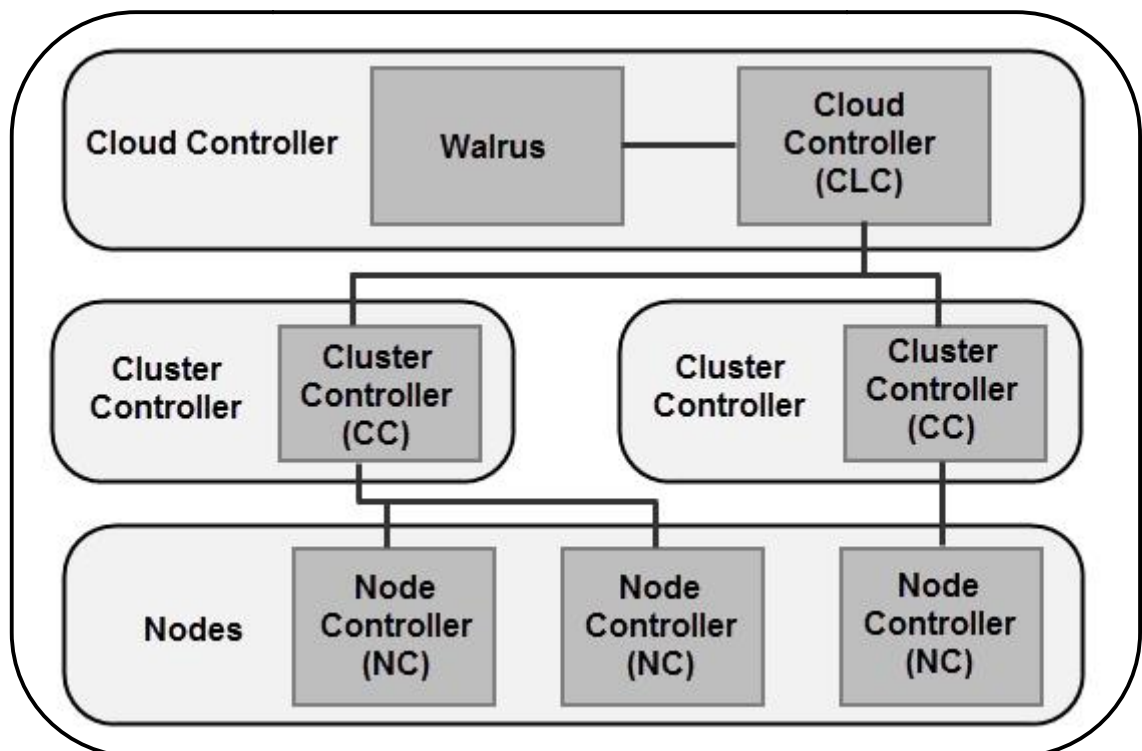 Cloud Controller
Walrus
Cloud
Controller
(CLC)
Cluster
Controller
Cluster
Controller
(CC)
Cluster
Controller
Cluster
Controller
(CC)
Nodes
Node
Controller
(NC)
Node
Controller
(NC)
Node
Controller
(NC)